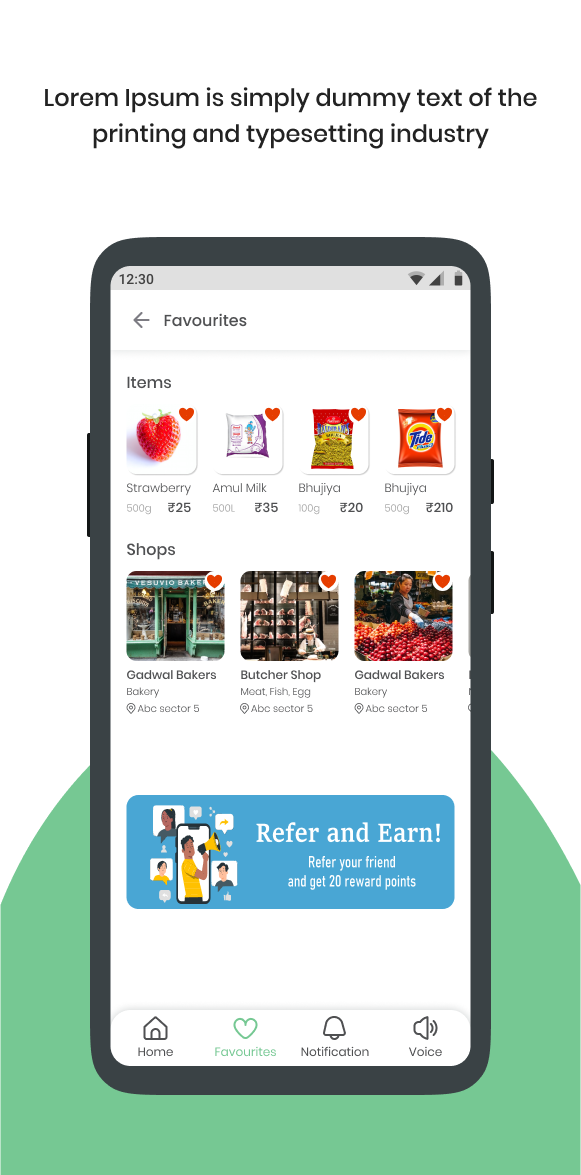 Lorem Ipsum is simply dummy text of the
printing and typesetting industry
12:30
Favourites
Items
Tide
Strawberry
Amul Milk
Bhujiya
Bhujiya
500g ₹25
500L ₹35
100g ₹20
500g ₹210
Shops
VESUVIO BAKE
Gadwal Bakers
Butcher Shop
Gadwal Bakers
Bakery
Meat, Fish, Egg
Bakery
Abc sector 5
Abc sector 5
Abc sector 5
Refer and Earn!
Refer your friend
and get 20 reward points
Home
Favourites
Notification
Voice